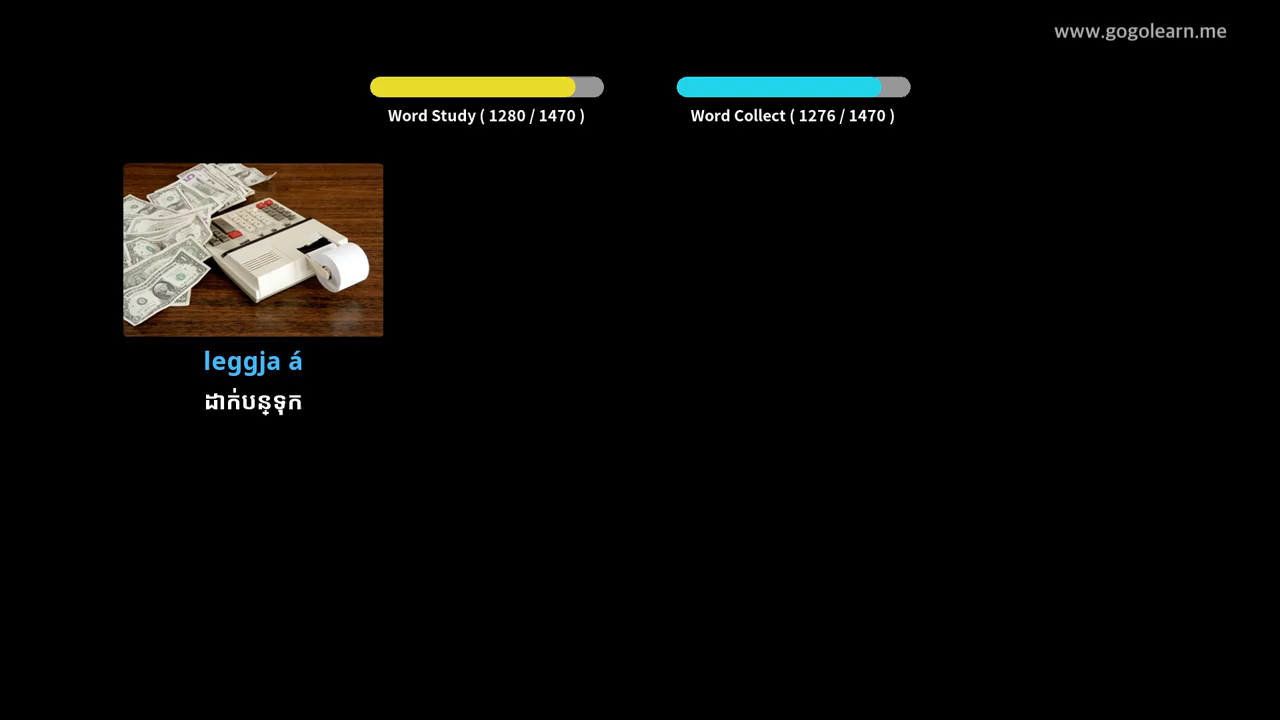 www.gogolearn.me
Word Study ( 1280 / 1470 )
Word Collect ( 1276 / 1470 )
leggja á
ដាក់បន្ទុក